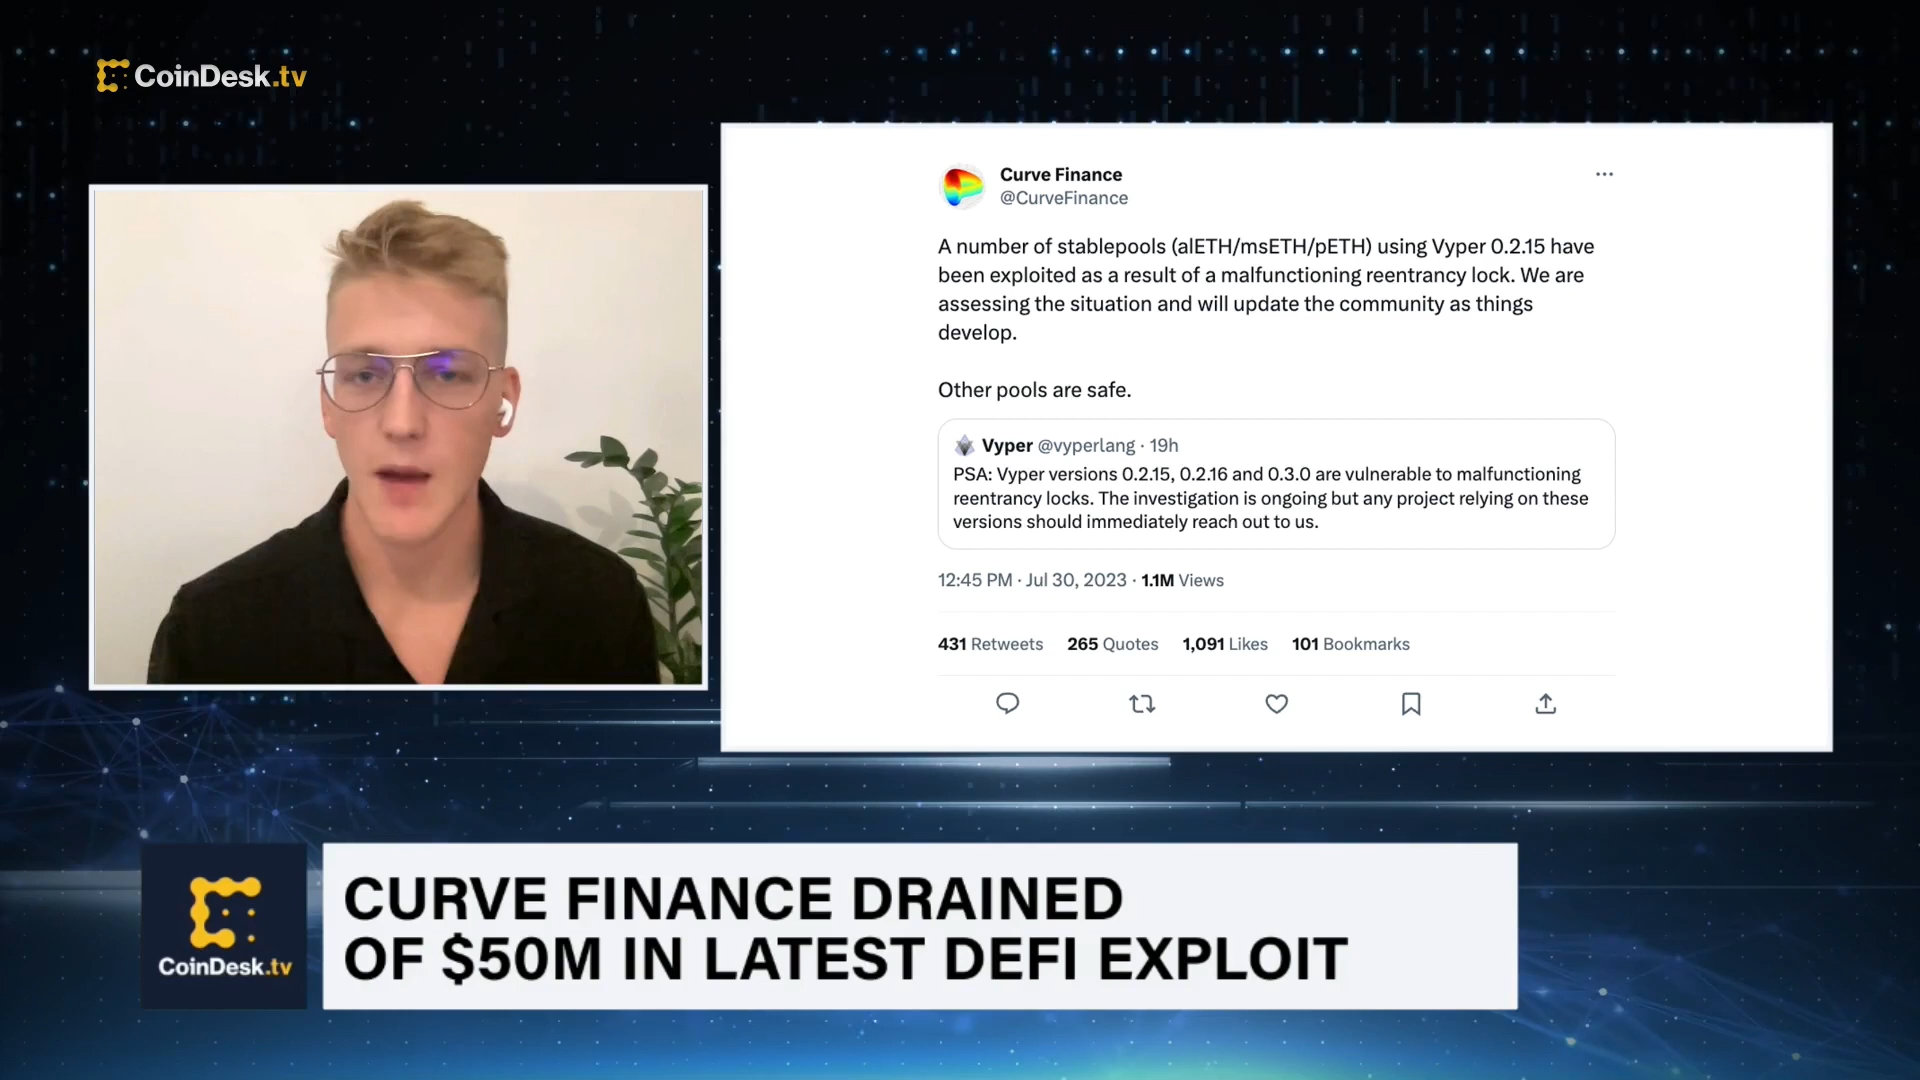 CoinDesk.tv
Curve Finance
@CurveFinance
A number of stablepools (alETH/msETH/pETH) using Vyper 0.2.15 have
been exploited as a result of a malfunctioning reentrancy lock. We are
assessing the situation and will update the community as things
develop.
Other pools are safe.
Vyper @vyperlang · 19h
PSA: Vyper versions 0.2.15, 0.2.16 and 0.3.0 are vulnerable to malfunctioning
reentrancy locks. The investigation is ongoing but any project relying on these
versions should immediately reach out to us.
12:45 PM · Jul 30, 2023 · 1.1M Views
431 Retweets 265 Quotes 1,091 Likes 101 Bookmarks
CURVE FINANCE DRAINED
OF $50M IN LATEST DEFI EXPLOIT
CoinDesk.tv